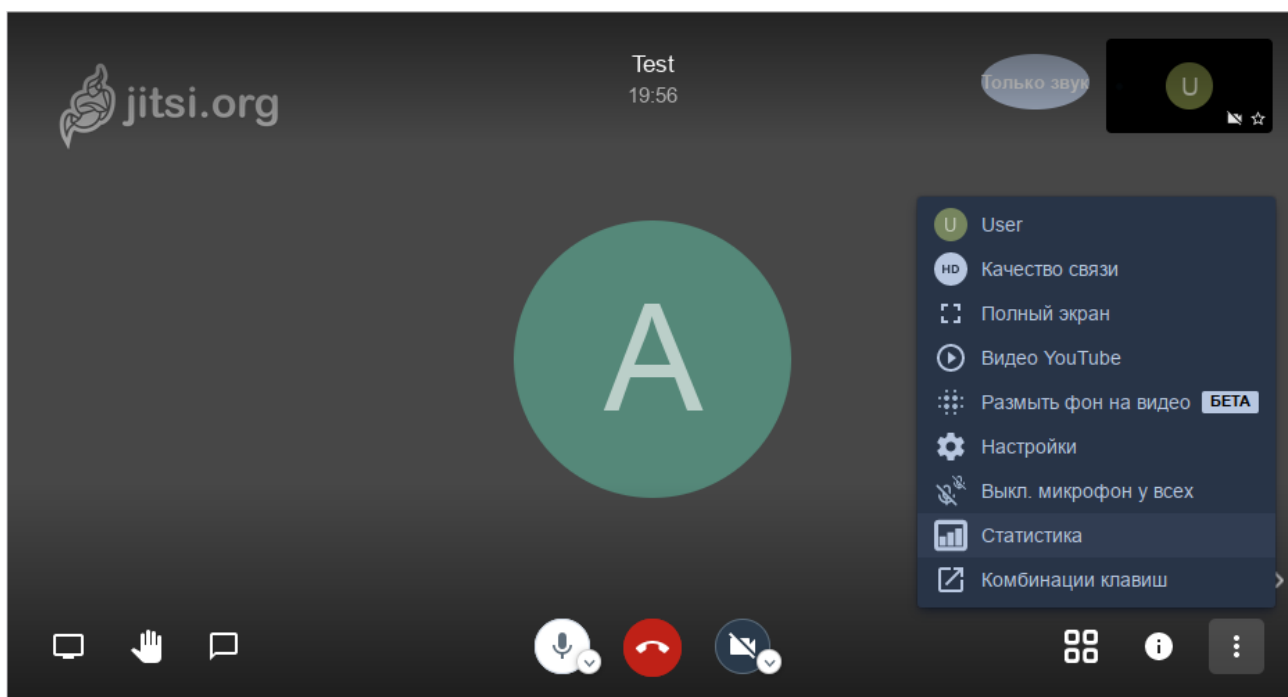 jitsi.org
Test
19:56
Только звук
U
A
U User
HD Качество связи
Полный экран
Видео YouTube
Размыть фон на видео БЕТА
Настройки
Выкл. микрофон у всех
Статистика
Комбинации клавиш